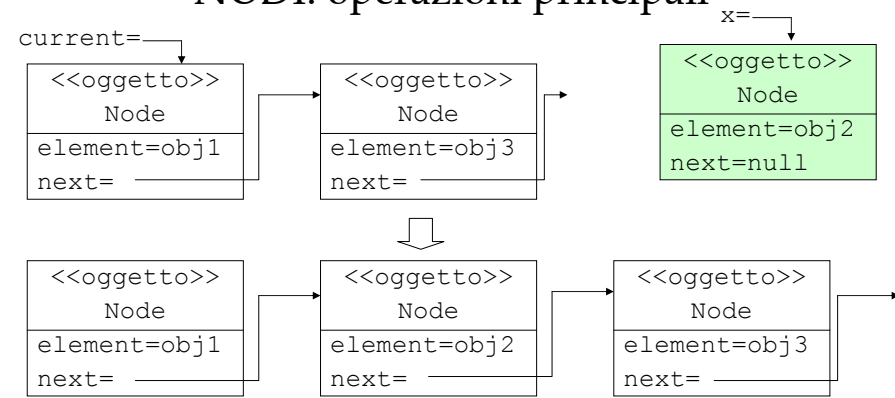 NODI: operazioni principali
current=
x=
<<oggetto>>
Node
element=obj1
next=
<<oggetto>>
Node
element=obj3
next=
<<oggetto>>
Node
element=obj2
next=null
<<oggetto>>
Node
element=obj1
next=
<<oggetto>>
Node
element=obj2
next=
<<oggetto>>
Node
element=obj3
next=